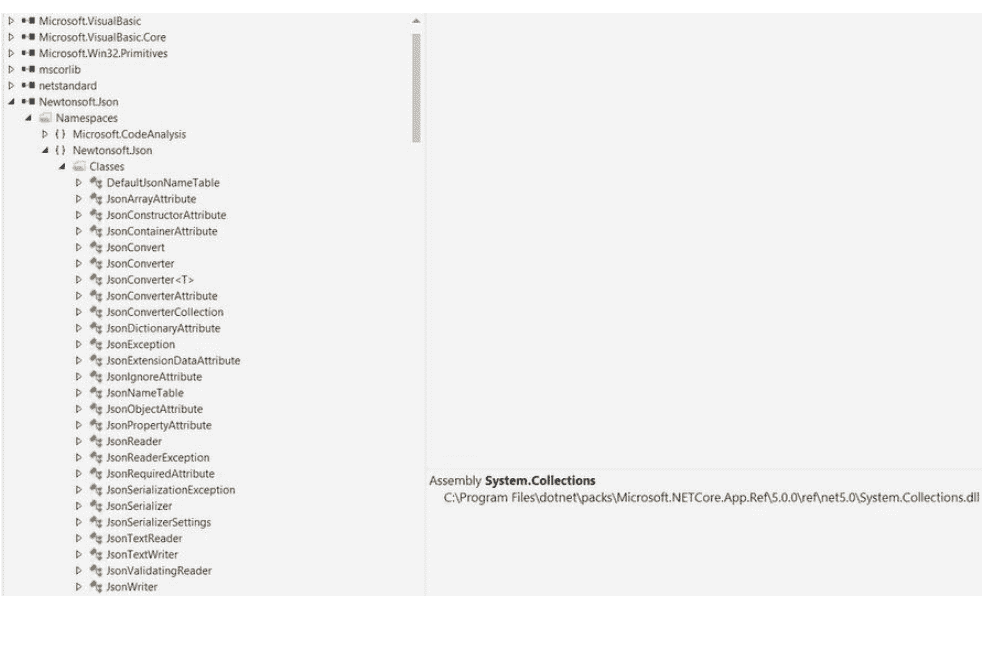 Microsoft.VisualBasic
Microsoft.VisualBasic.Core
Microsoft.Win32.Primitives
mscorlib
netstandard
Newtonsoft.Json
Namespaces
{ } Microsoft.CodeAnalysis
{ } Newtonsoft.Json
Classes
DefaultJsonNameTable
JsonArrayAttribute
JsonConstructorAttribute
JsonContainerAttribute
JsonConvert
JsonConverter
JsonConverter<T>
JsonConverterAttribute
JsonConverterCollection
JsonDictionaryAttribute
JsonException
JsonExtensionDataAttribute
JsonIgnoreAttribute
JsonNameTable
JsonObjectAttribute
JsonPropertyAttribute
JsonReader
JsonReaderException
JsonRequiredAttribute
JsonSerializationException
JsonSerializer
JsonSerializerSettings
JsonTextReader
JsonTextWriter
JsonValidatingReader
JsonWriter
Assembly System.Collections
C:\Program Files\dotnet\packs\Microsoft.NETCore.App.Ref\5.0.0\ref\net5.0\System.Collections.dll